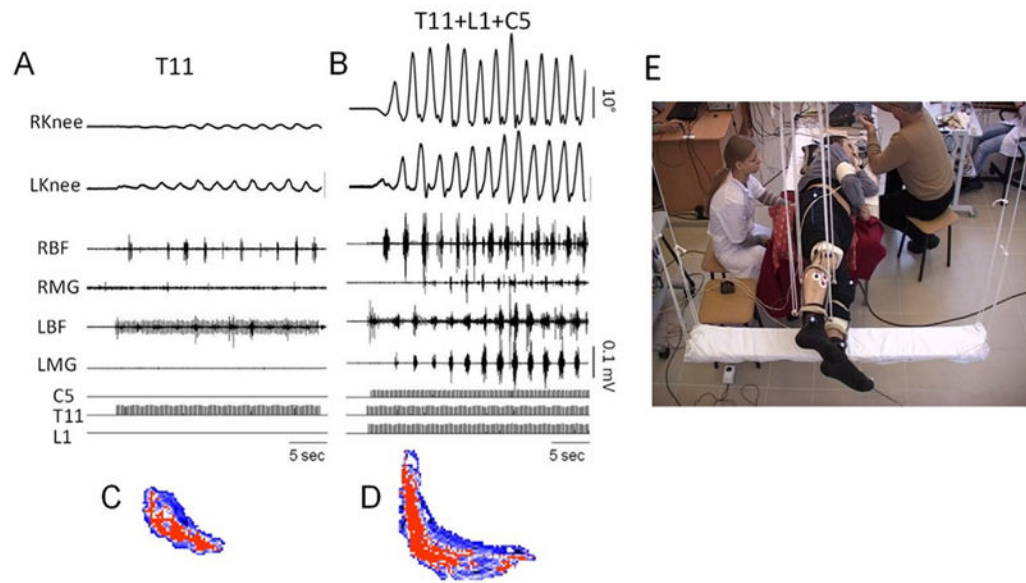 A
T11
B
T11+L1+C5
E
RKnee
10°
LKnee
RBF
RMG
LBF
LMG
0.1 mV
C5
T11
L1
5 sec
5 sec
C
D